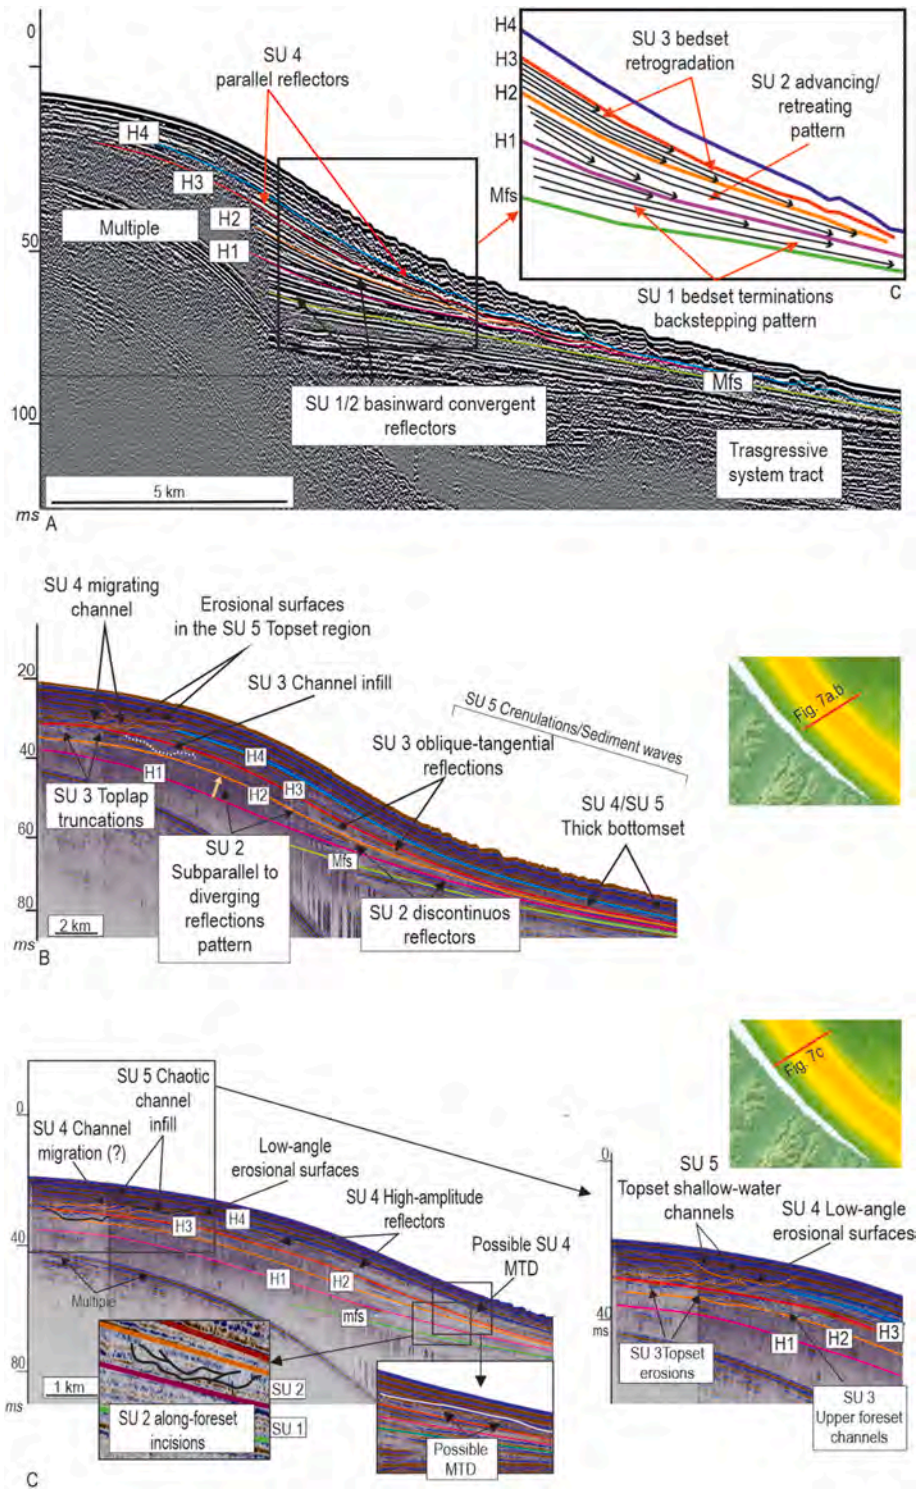 0
50
100
ms
A
SU 4
parallel reflectors
H4
H3
H2
H1
Multiple
SU 1/2 basinward convergent
reflectors
Mfs
Trasgressive
system tract
5 km
H4
H3
H2
H1
Mfs
SU 3 bedset
retrogradation
SU 2 advancing/
retreating
pattern
SU 1 bedset terminations
backstepping pattern
C
20
40
60
80
ms
B
SU 4 migrating
channel
Erosional surfaces
in the SU 5 Topset region
SU 3 Channel infill
SU 5 Crenulations/Sediment waves
SU 3 oblique-tangential
reflections
H4
H1
H2
H3
SU 3 Toplap
truncations
SU 4/SU 5
Thick bottomset
SU 2
Subparallel to
diverging
reflections
pattern
Mfs
SU 2 discontinuos
reflectors
2 km
Fig. 7a,b
Fig. 7c
0
40
80
ms
C
SU 5 Chaotic
channel
infill
SU 4 Channel
migration (?)
Low-angle
erosional surfaces
SU 4 High-amplitude
reflectors
Possible SU 4
MTD
H3
H4
H1
H2
mfs
Multiple
1 km
SU 2
SU 1
SU 2 along-foreset
incisions
Possible
MTD
0
40
ms
SU 5
Topset shallow-water
channels
SU 4 Low-angle
erosional surfaces
H1
H2
H3
SU 3Topset
erosions
SU 3
Upper foreset
channels